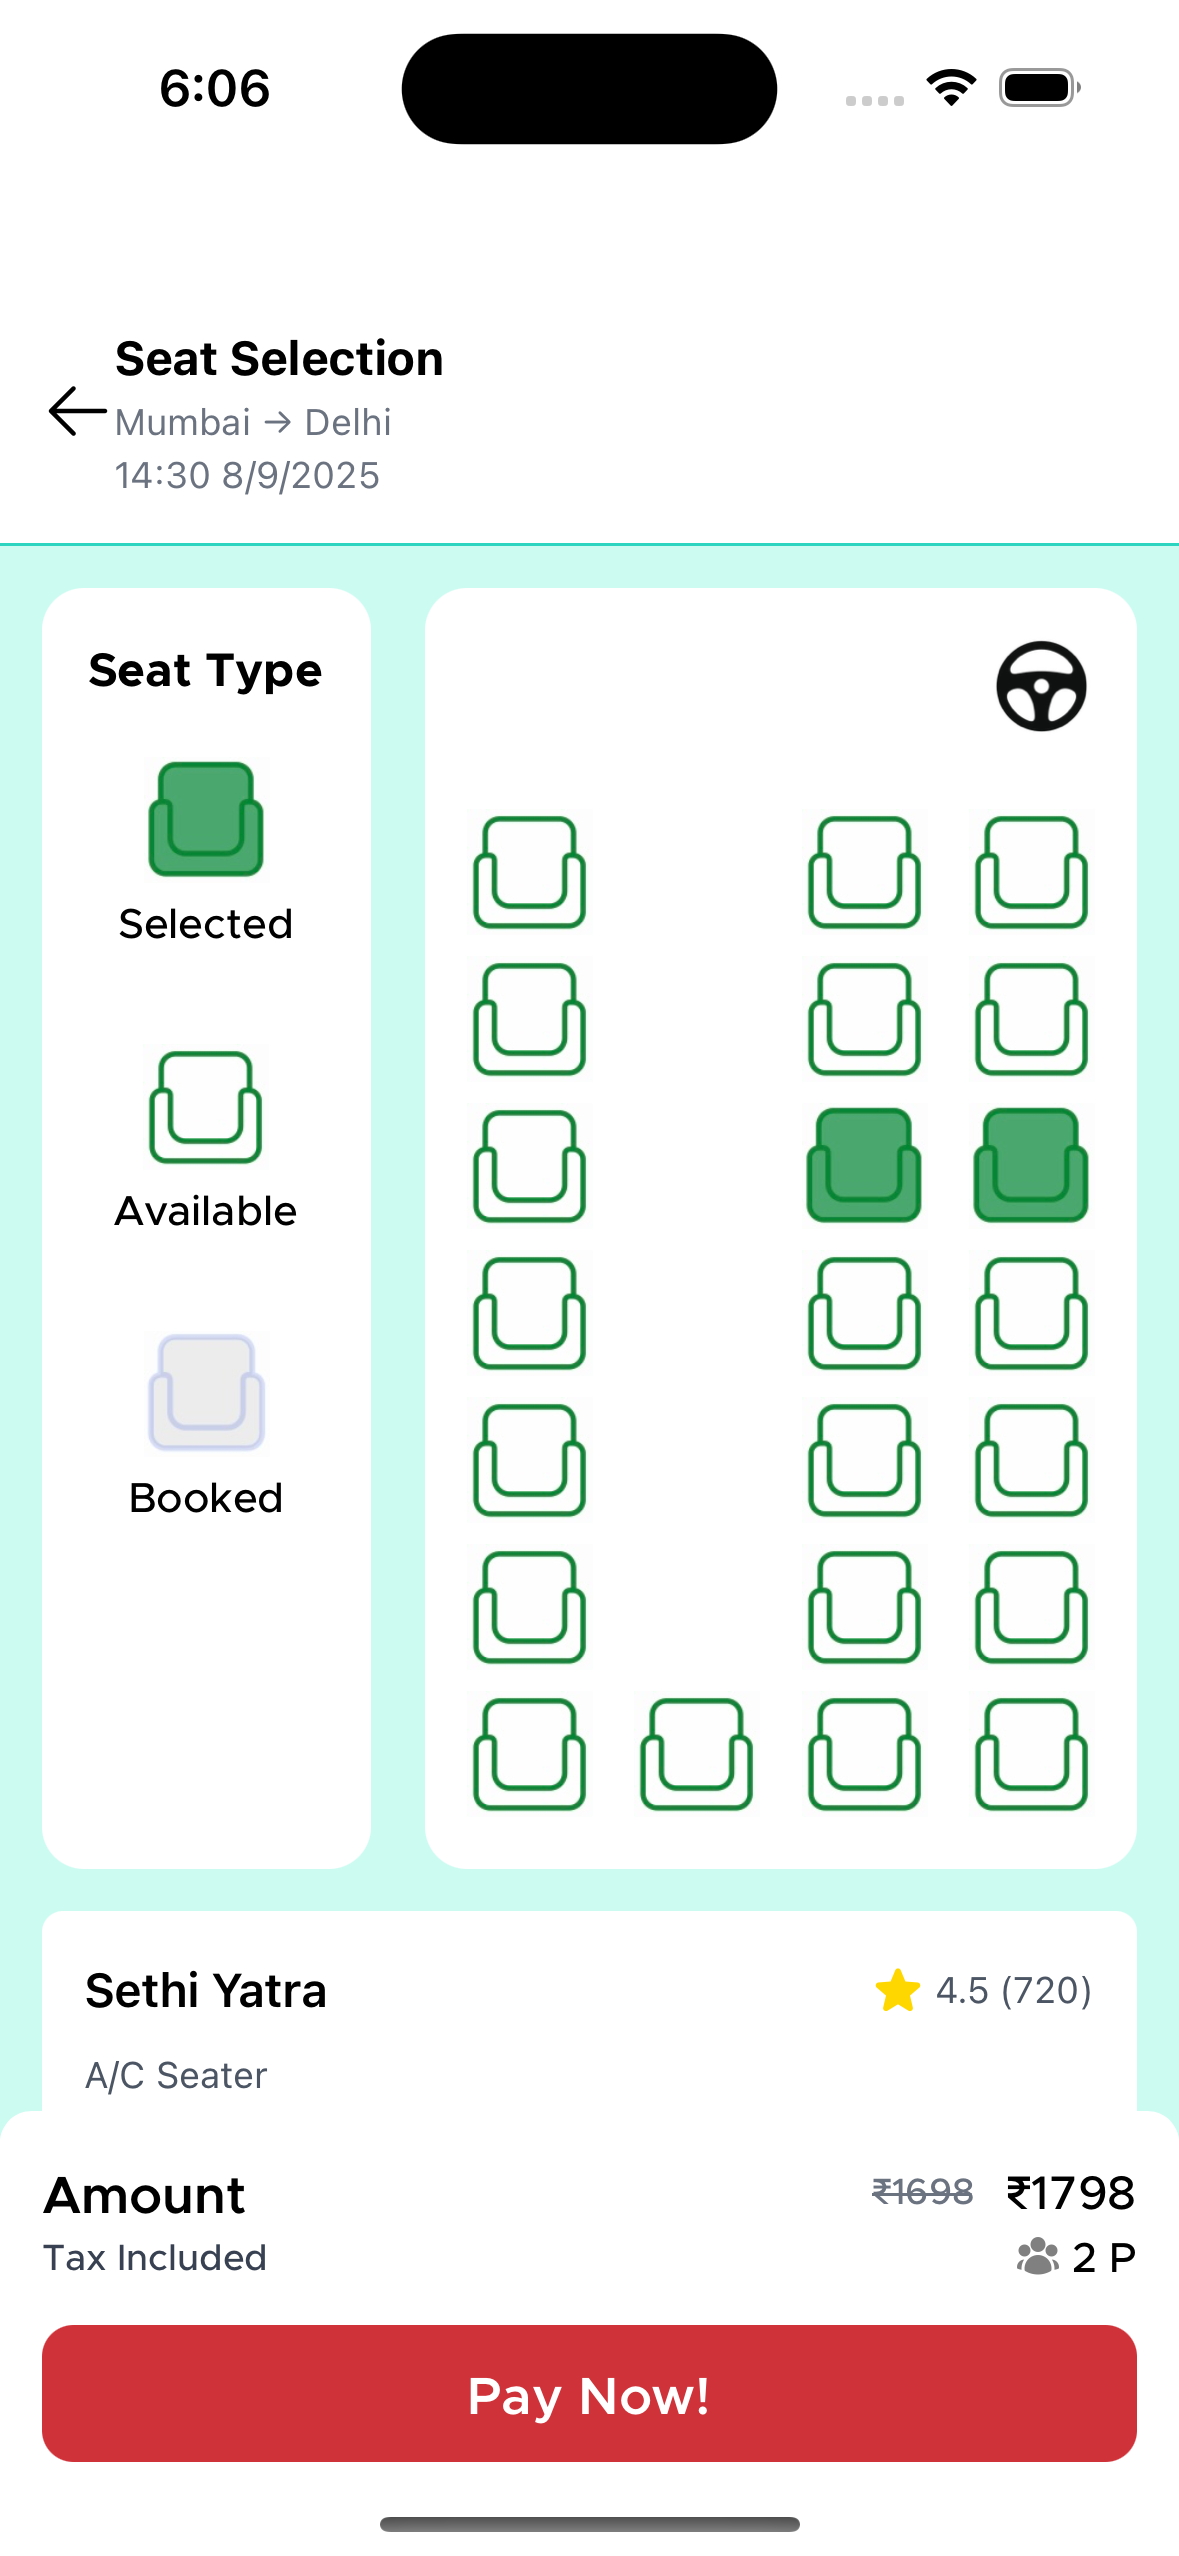 6:06
Seat Selection
Mumbai → Delhi
14:30 8/9/2025
Seat Type
Selected
Available
Booked
Sethi Yatra
4.5 (720)
A/C Seater
Amount
₹1698 ₹1798
Tax Included
2 P
Pay Now!